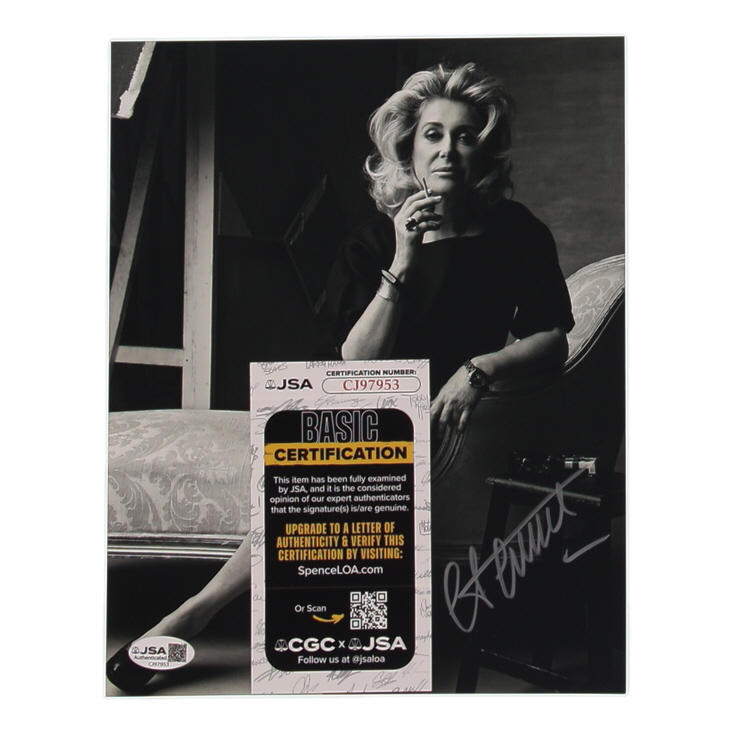 JSA
CERTIFICATION NUMBER:
CJ97953
BASIC
CERTIFICATION
This item has been fully examined
by JSA, and it is the considered
opinion of our expert authenticators
that the signature(s) is/are genuine.
UPGRADE TO A LETTER OF
AUTHENTICITY & VERIFY THIS
CERTIFICATION BY VISITING:
SpenceLOA.com
Or Scan
CGC x JSA
Follow us at @jsaloa
JSA
Authenticated
CJ97953